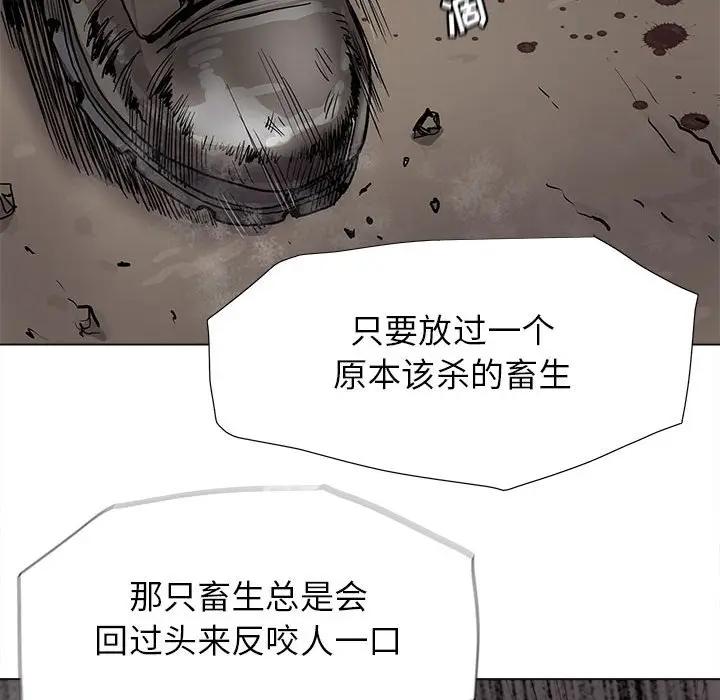 滴
只要放过一个
原本该杀的畜生
那只畜生总是会
回过头来反咬人一口